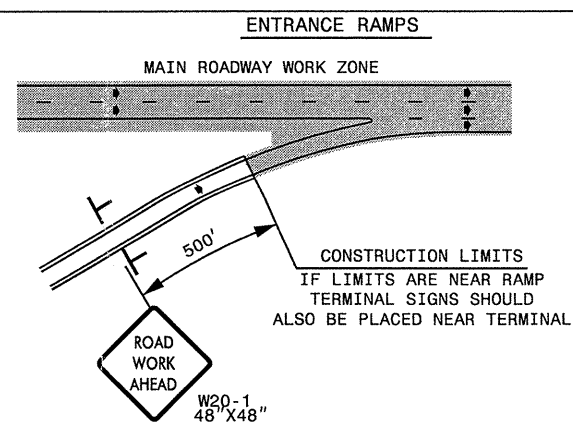 ENTRANCE RAMPS
MAIN ROADWAY WORK ZONE
500'
CONSTRUCTION LIMITS
IF LIMITS ARE NEAR RAMP
TERMINAL SIGNS SHOULD
ALSO BE PLACED NEAR TERMINAL
ROAD
WORK
AHEAD
W20-1
48"X48"